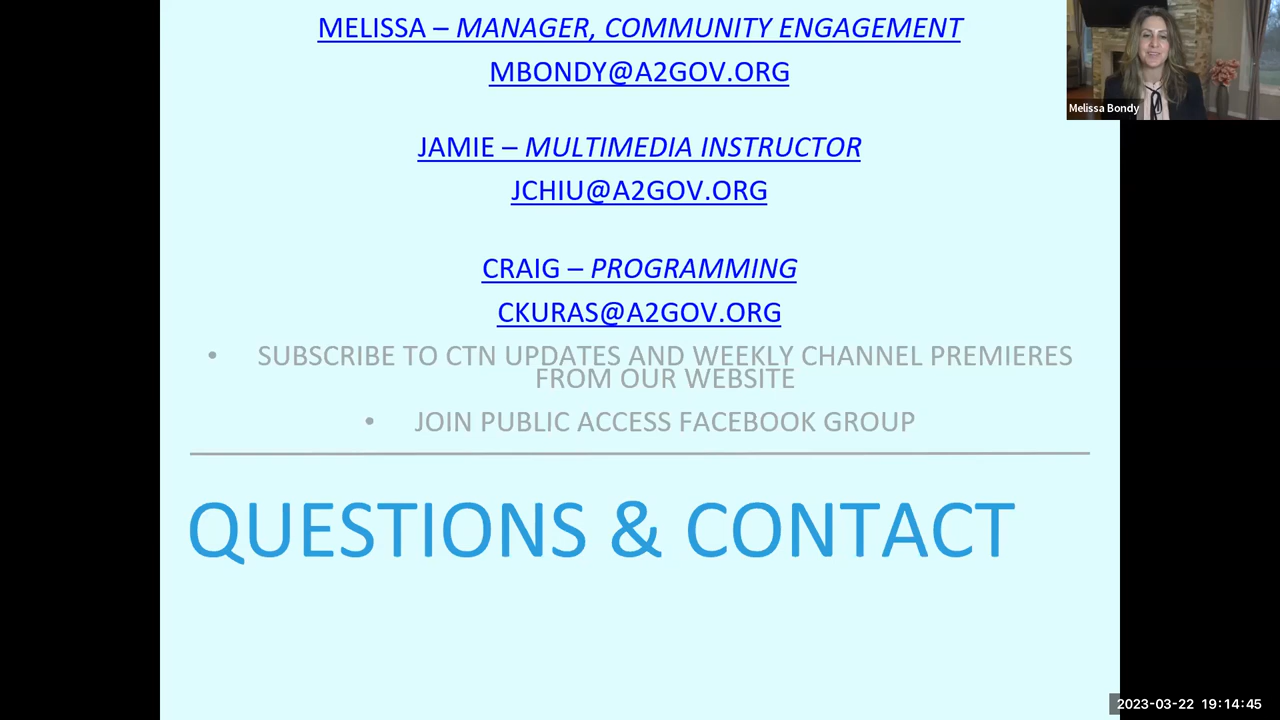 MELISSA – MANAGER, COMMUNITY ENGAGEMENT
MBONDY@A2GOV.ORG
Melissa Bondy
JAMIE – MULTIMEDIA INSTRUCTOR
JCHIU@A2GOV.ORG
CRAIG – PROGRAMMING
CKURAS@A2GOV.ORG
• SUBSCRIBE TO CTN UPDATES AND WEEKLY CHANNEL PREMIERES
FROM OUR WEBSITE
• JOIN PUBLIC ACCESS FACEBOOK GROUP
QUESTIONS & CONTACT
2023-03-22 19:14:45